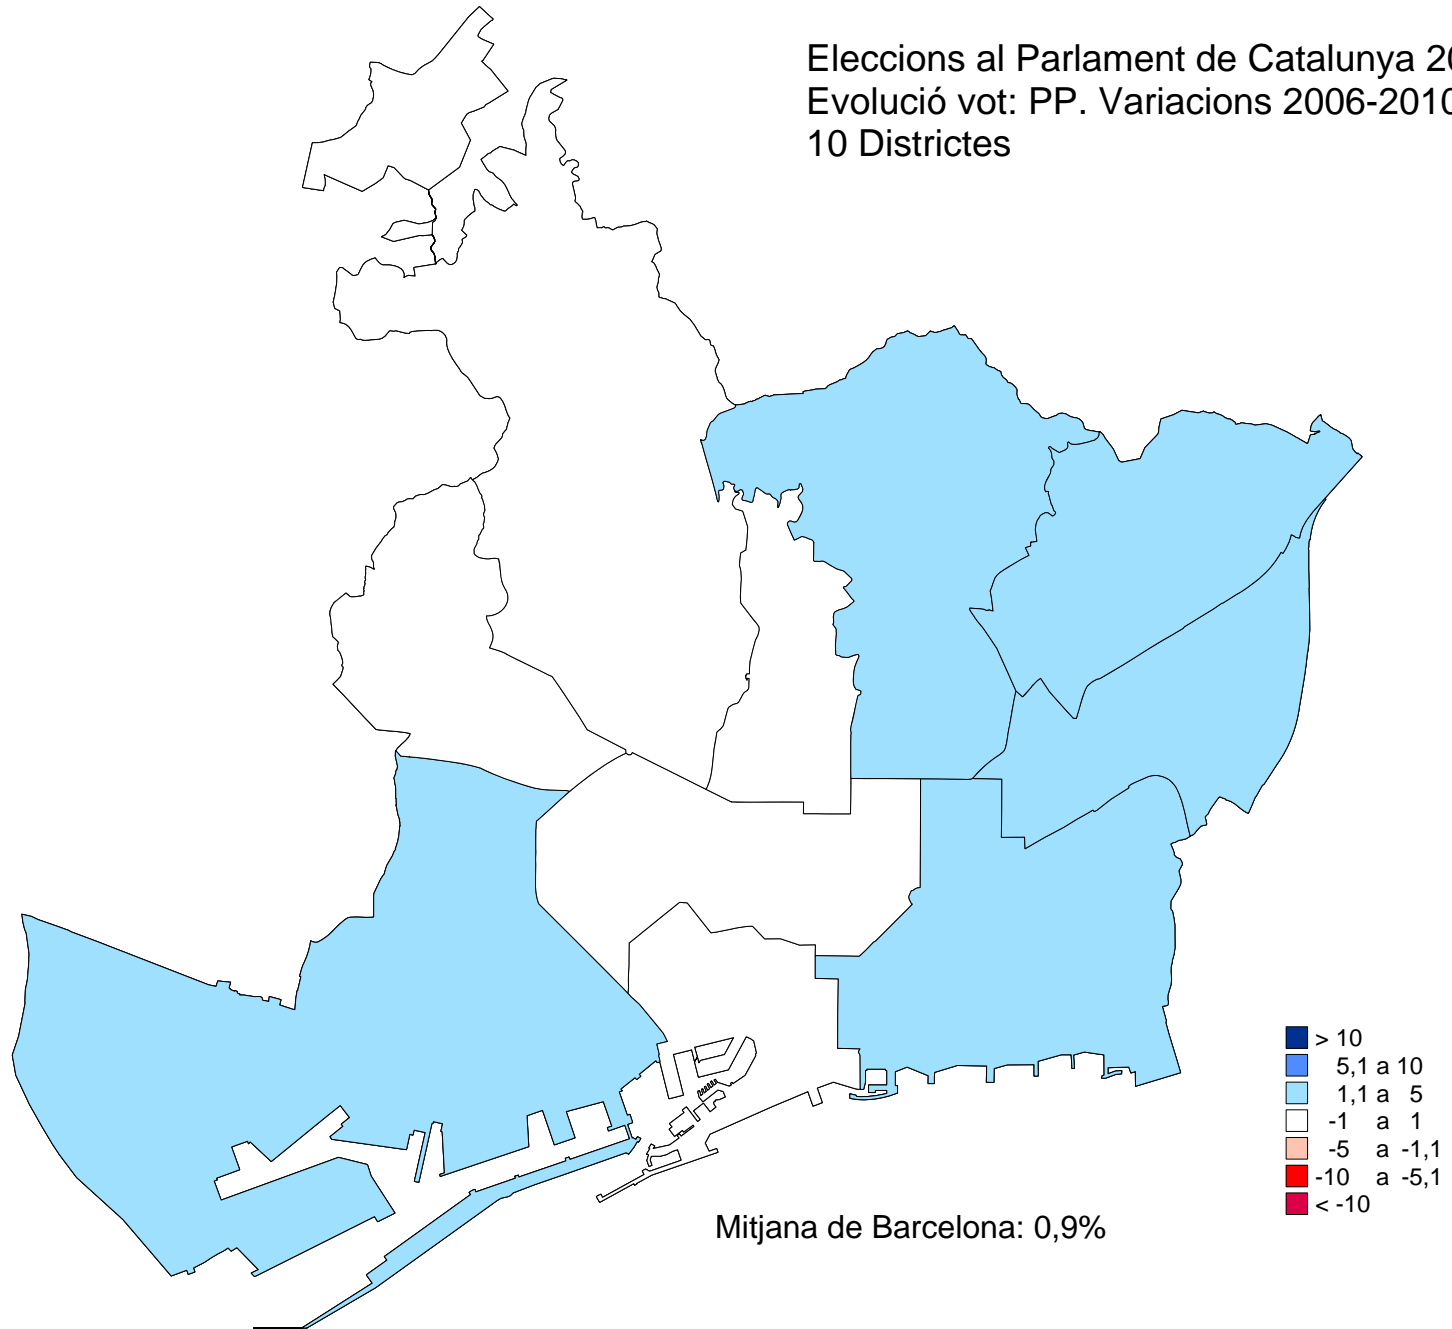 Eleccions al Parlament de Catalunya 20
Evolució vot: PP. Variacions 2006-2010
10 Districtes
> 10
5,1 a 10
1,1 a 5
-1 a 1
-5 a -1,1
-10 a -5,1
< -10
Mitjana de Barcelona: 0,9%